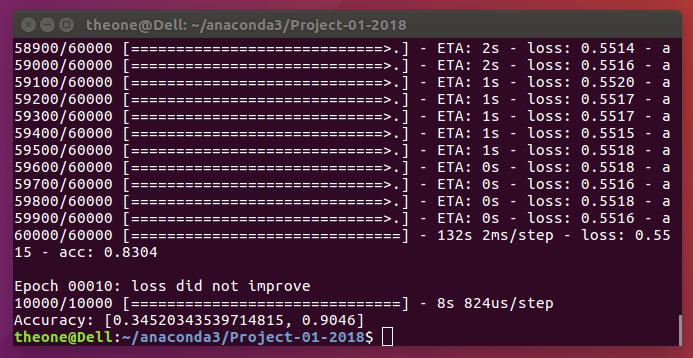 theone@Dell: ~/anaconda3/Project-01-2018
58900/60000 [=============================>.] - ETA: 2s - loss: 0.5514 - a
59000/60000 [=============================>.] - ETA: 2s - loss: 0.5516 - a
59100/60000 [=============================>.] - ETA: 1s - loss: 0.5520 - a
59200/60000 [=============================>.] - ETA: 1s - loss: 0.5517 - a
59300/60000 [=============================>.] - ETA: 1s - loss: 0.5517 - a
59400/60000 [=============================>.] - ETA: 1s - loss: 0.5515 - a
59500/60000 [=============================>.] - ETA: 1s - loss: 0.5518 - a
59600/60000 [=============================>.] - ETA: 0s - loss: 0.5518 - a
59700/60000 [=============================>.] - ETA: 0s - loss: 0.5516 - a
59800/60000 [=============================>.] - ETA: 0s - loss: 0.5518 - a
59900/60000 [=============================>.] - ETA: 0s - loss: 0.5516 - a
60000/60000 [==============================] - 132s 2ms/step - loss: 0.55
15 - acc: 0.8304
Epoch 00010: loss did not improve
10000/10000 [==============================] - 8s 824us/step
Accuracy: [0.34520343539714815, 0.9046]
theone@Dell:~/anaconda3/Project-01-2018$